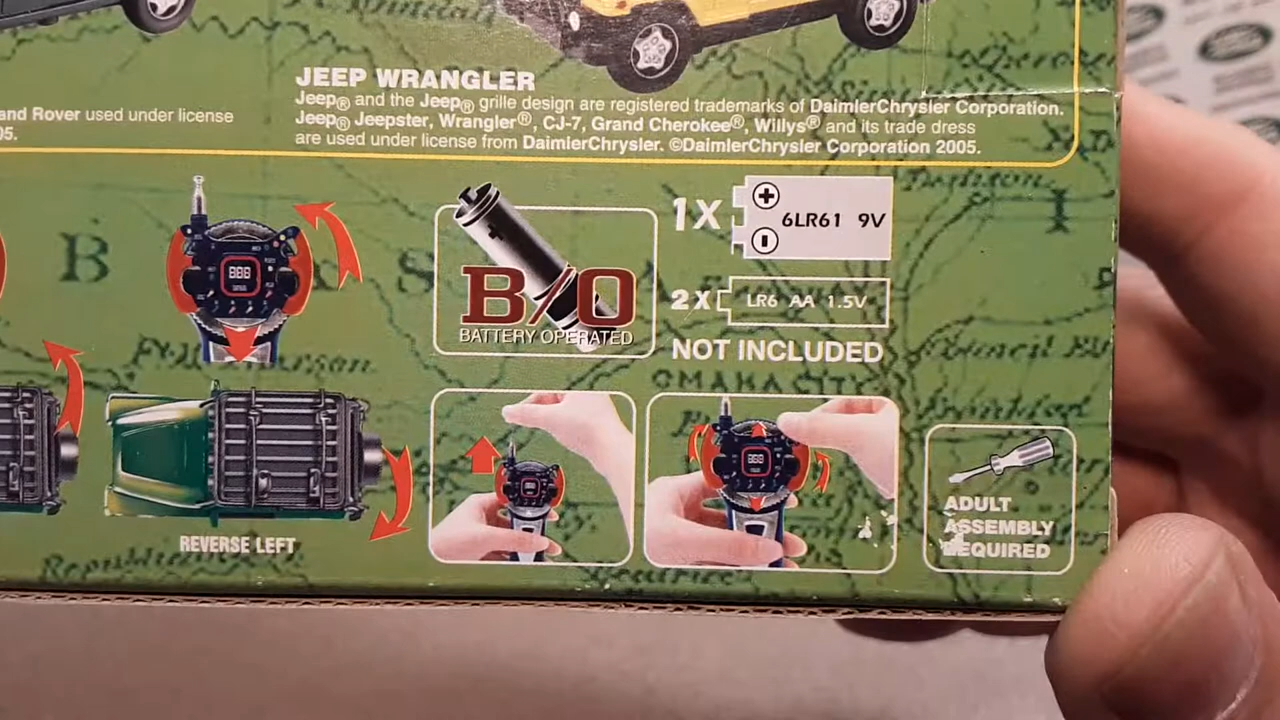 JEEP WRANGLER
Jeep® and the Jeep® grille design are registered trademarks of DaimlerChrysler Corporation.
Jeep® Jeepster, Wrangler®, CJ-7, Grand Cherokee®, Willys® and its trade dress
are used under license from DaimlerChrysler. ©DaimlerChrysler Corporation 2005.
and Rover used under license
05.
B/O
BATTERY OPERATED
1X
6LR61 9V
2X
LR6 AA 1.5V
NOT INCLUDED
B
S
OMAHA CITY
REVERSE LEFT
ADULT
ASSEMBLY
REQUIRED